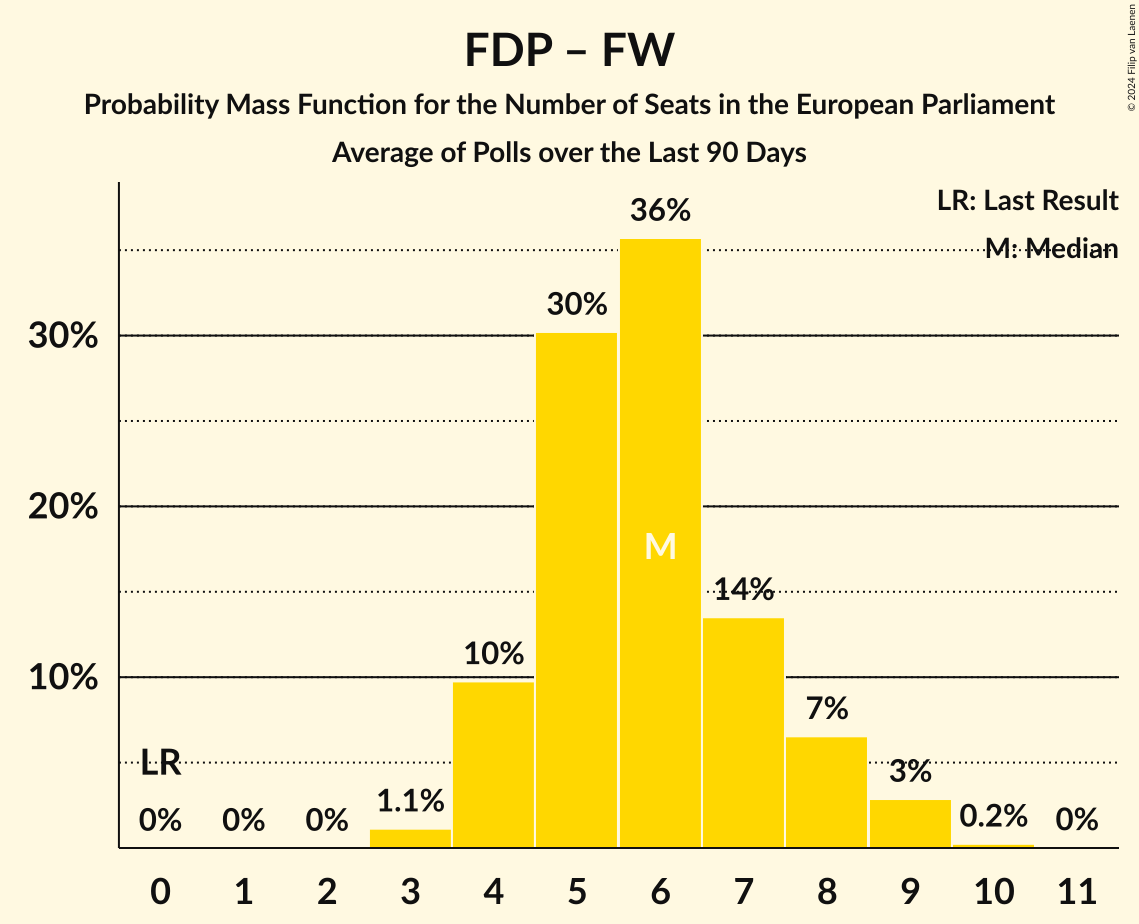 FDP – FW
Probability Mass Function for the Number of Seats in the European Parliament
Average of Polls over the Last 90 Days
© 2024 Filip van Laenen
LR: Last Result
M: Median
36%
30%
30%
20%
M
14%
10%
10%
7%
LR
3%
1.1%
0% 0% 0% 0.2% 0%
0 1 2 3 4 5 6 7 8 9 10 11